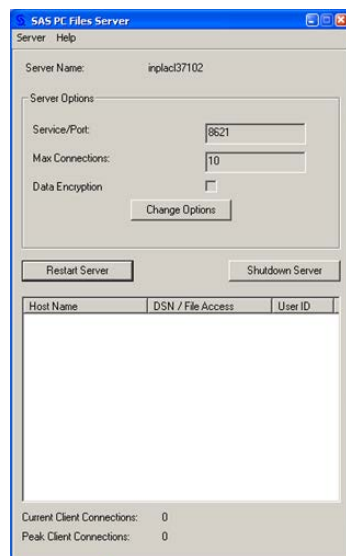 SAS PC Files Server
Server Help
Server Name: inplacl37102
Server Options
Service/Port: 8621
Max Connections: 10
Data Encryption
Change Options
Restart Server Shutdown Server
Host Name DSN / File Access User ID
Current Client Connections: 0
Peak Client Connections: 0